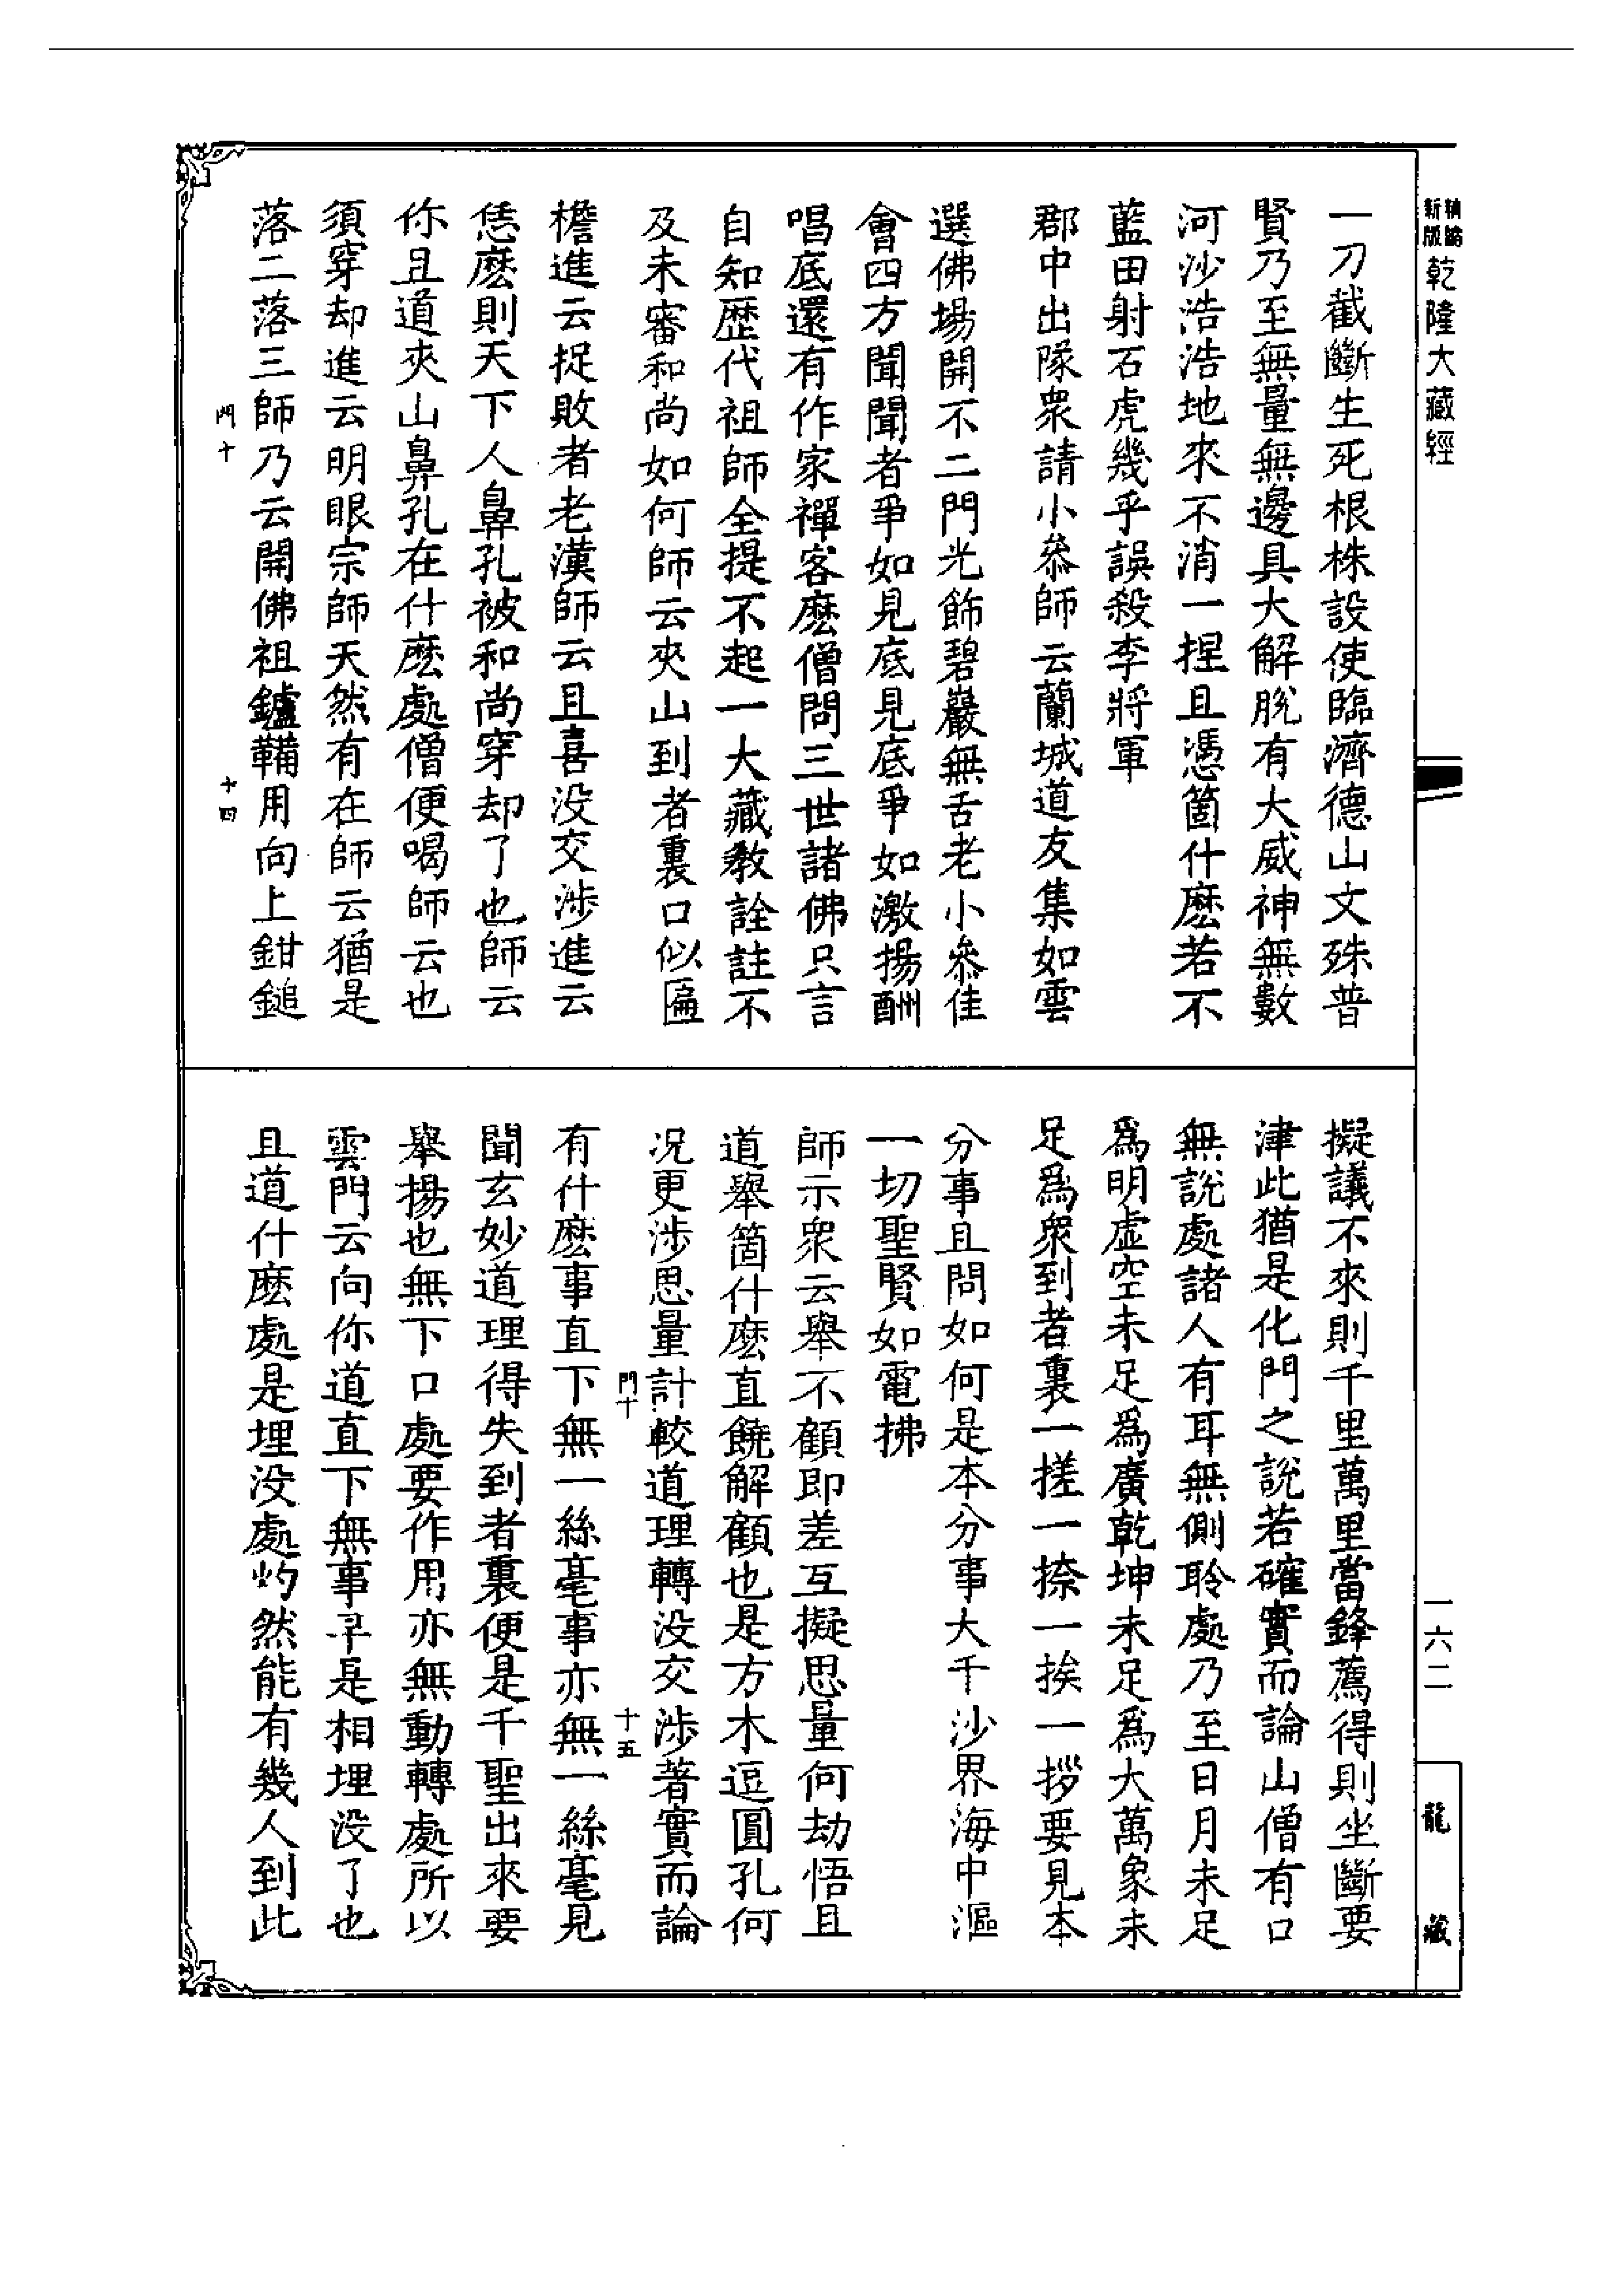 新版
精縮
乾隆大藏經
一刀截斷生死根株設使臨濟德山文殊普
賢乃至無量無邊具大解脫有大威神無數
河沙浩浩地來不消一捏且憑箇什麽若不
藍田射石虎幾乎誤殺李將軍
郡中出隊衆請小叅師云蘭城道友集如雲
選佛場開不二門光飾碧巖無舌老小叅佳
會四方聞聞者爭如見底見底爭如激揚酬
唱底還有作家禪客麽僧問三世諸佛只言
自知歷代祖師全提不起一大藏教詮註不
及未審和尚如何師云夾山到者裏口似匾
檐進云捉敗者老漢師云且喜没交涉進云
恁麽則天下人鼻孔被和尚穿却了也師云
你且道夾山鼻孔在什麽處僧便喝師云也
須穿却進云明眼宗師天然有在師云猶是
落二落三師乃云開佛祖鑪鞴用向上鉗鎚
門十
十四
擬議不來則千里萬里當鋒薦得則坐斷要
津此猶是化門之說若確實而論山僧有口
無說處諸人有耳無側聆處乃至日月未足
爲明虛空未足爲廣乾坤未足爲大萬象未
足爲衆到者裏一搓一捺一挨一拶要見本
分事且問如何是本分事大千沙界海中漚
一切聖賢如電拂
師示衆云舉不顧即差互擬思量何劫悟且
道舉箇什麽直饒解顧也是方木逗圓孔何
况更涉思量計較道理轉没交涉著實而論
門十
十五
有什麽事直下無一絲毫事亦無一絲毫見
聞玄妙道理得失到者裏便是千聖出來要
舉揚也無下口處要作用亦無動轉處所以
雲門云向你道直下無事早是相埋没了也
且道什麽處是埋没處灼然能有幾人到此
一六二
龍藏